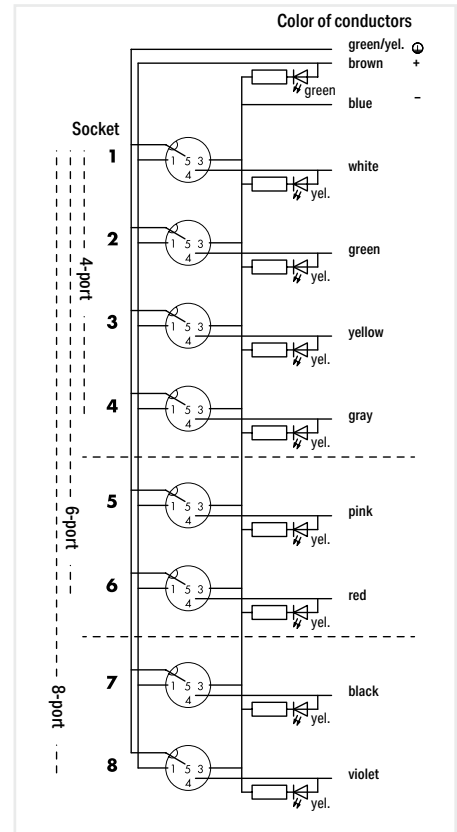 Color of conductors
green/yel.
brown +
green
blue –
Socket
1
1 5 3
4
white
yel.
2
1 5 3
4
green
yel.
4-port
3
1 5 3
4
yellow
yel.
4
1 5 3
4
gray
yel.
5
1 5 3
4
pink
yel.
6-port
6
1 5 3
4
red
yel.
7
1 5 3
4
black
yel.
8-port
8
1 5 3
4
violet
yel.